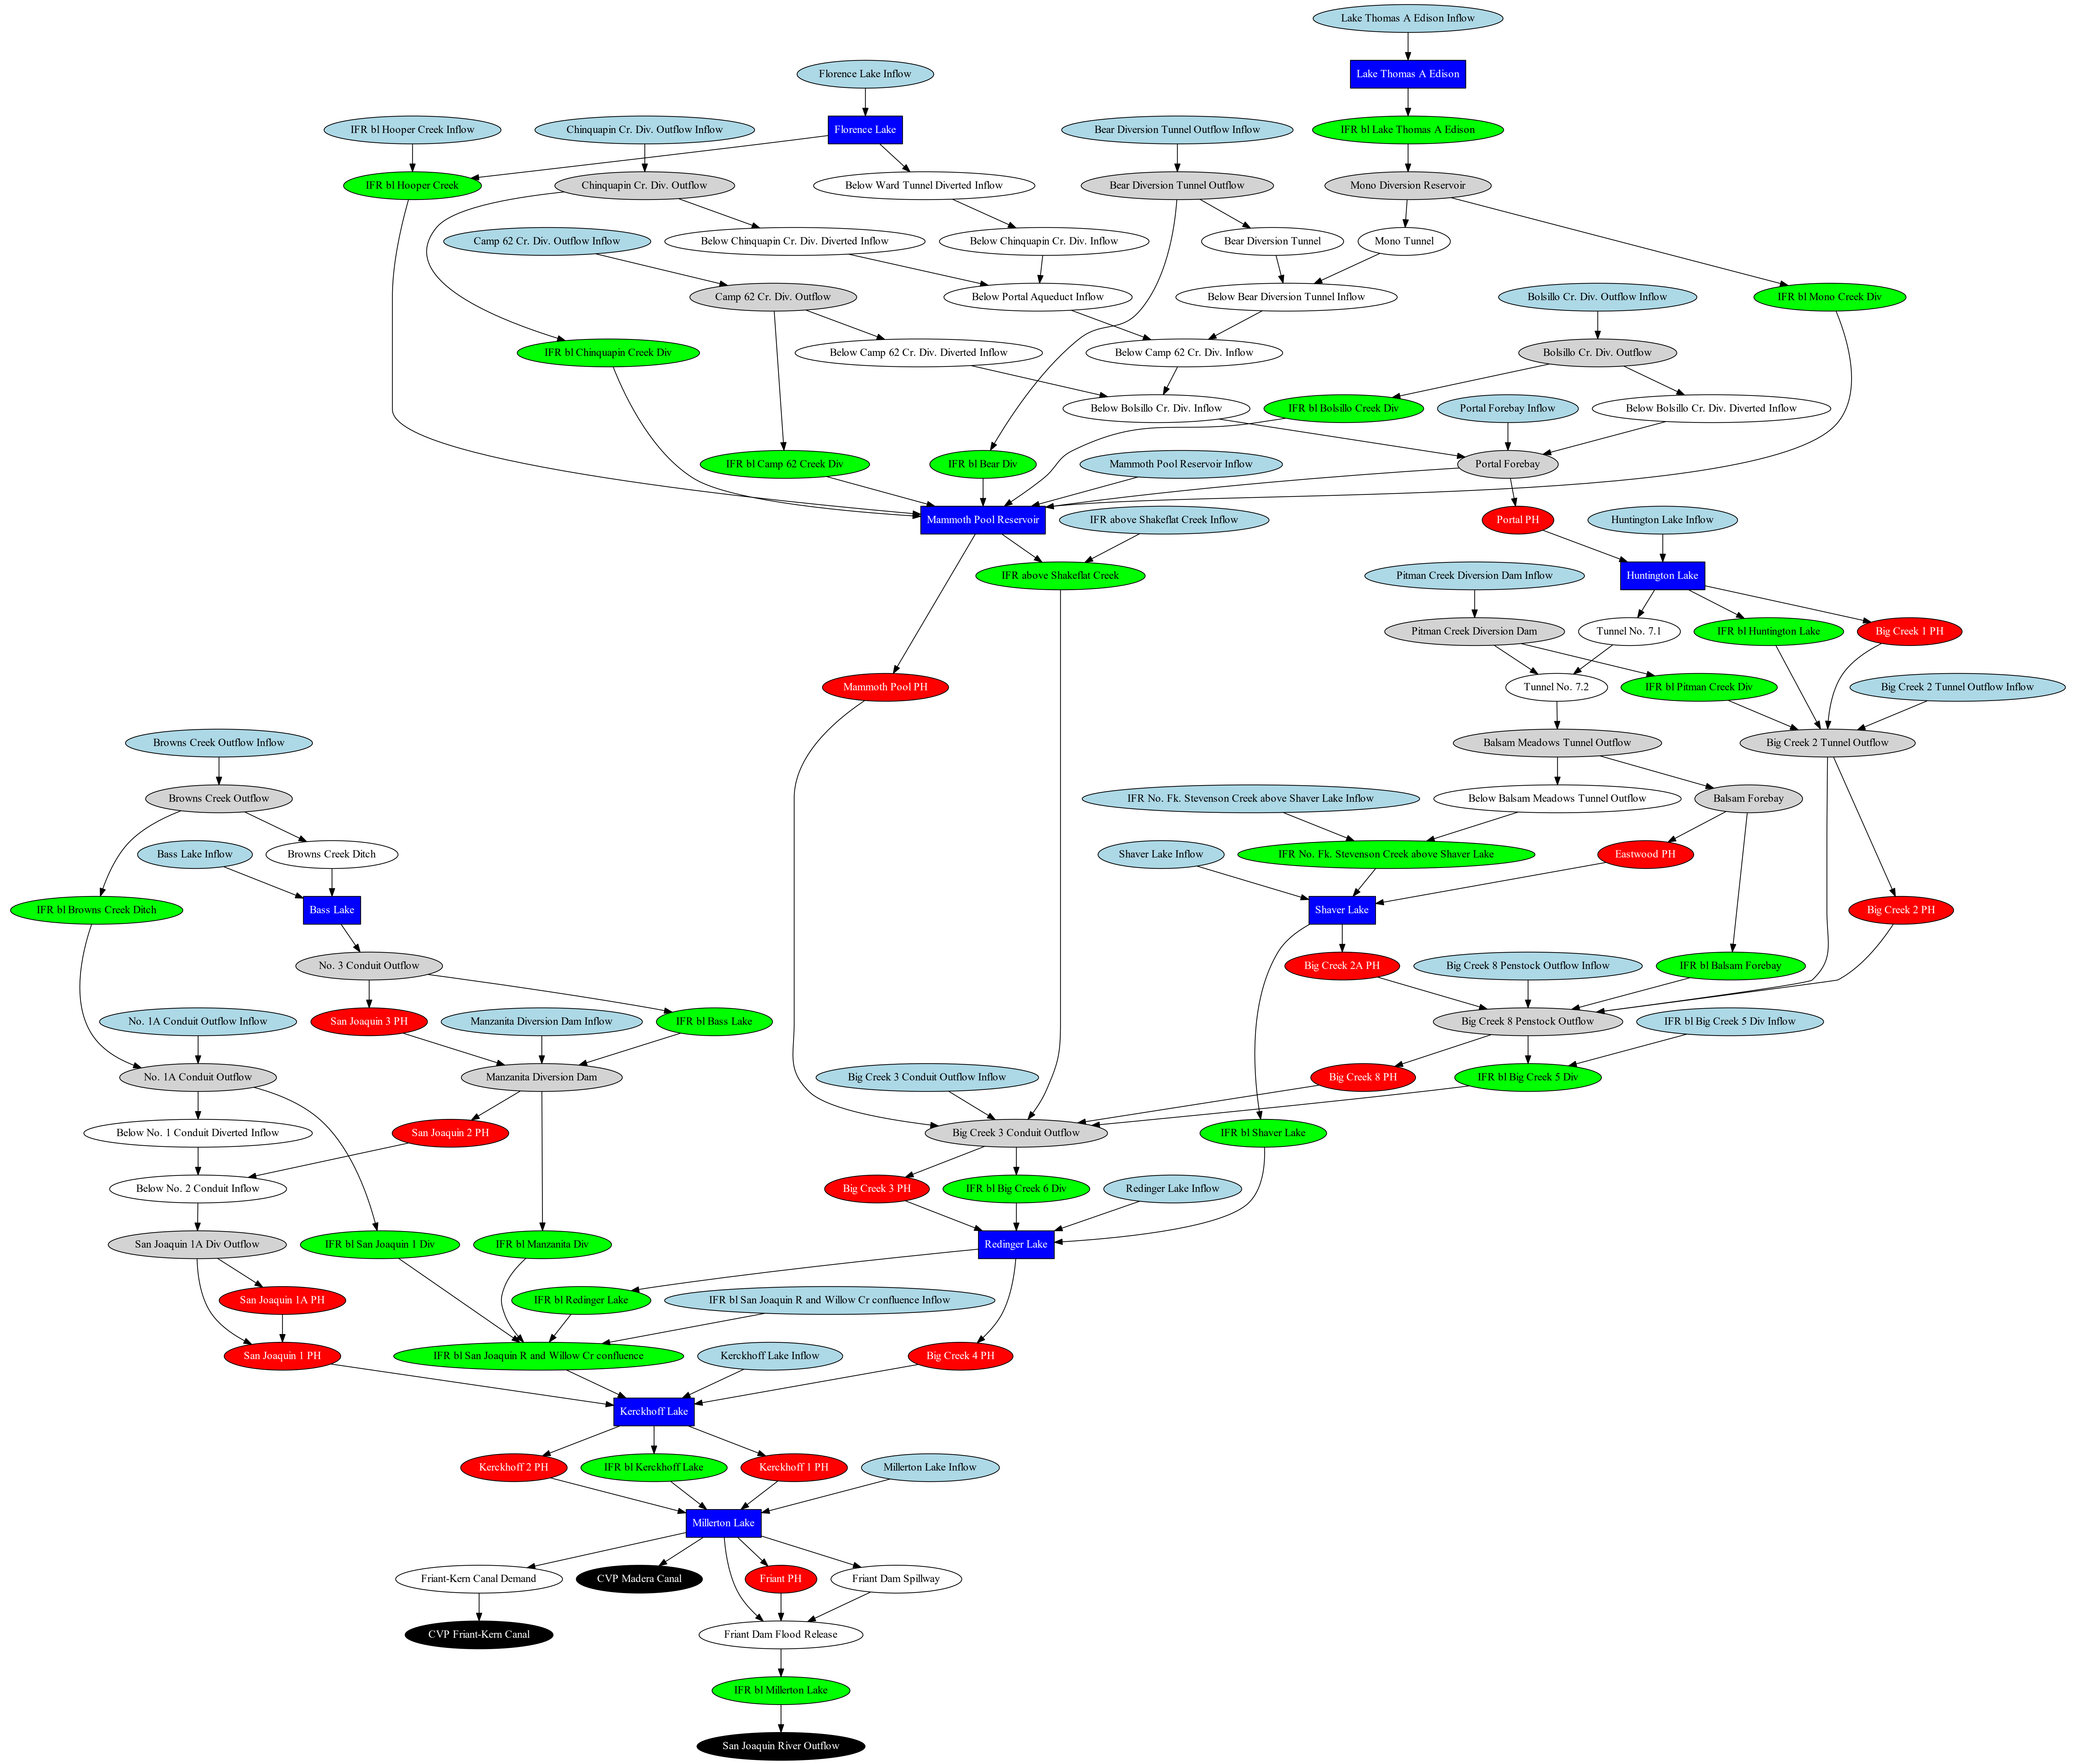 Lake Thomas A Edison Inflow
Florence Lake Inflow
Lake Thomas A Edison
IFR bl Hooper Creek Inflow
Chinquapin Cr. Div. Outflow Inflow
Florence Lake
Bear Diversion Tunnel Outflow Inflow
IFR bl Lake Thomas A Edison
IFR bl Hooper Creek
Chinquapin Cr. Div. Outflow
Below Ward Tunnel Diverted Inflow
Bear Diversion Tunnel Outflow
Mono Diversion Reservoir
Camp 62 Cr. Div. Outflow Inflow
Below Chinquapin Cr. Div. Diverted Inflow
Below Chinquapin Cr. Div. Inflow
Bear Diversion Tunnel
Mono Tunnel
Camp 62 Cr. Div. Outflow
Below Portal Aqueduct Inflow
Below Bear Diversion Tunnel Inflow
Bolsillo Cr. Div. Outflow Inflow
IFR bl Mono Creek Div
IFR bl Chinquapin Creek Div
Below Camp 62 Cr. Div. Diverted Inflow
Below Camp 62 Cr. Div. Inflow
Bolsillo Cr. Div. Outflow
Below Bolsillo Cr. Div. Inflow
IFR bl Bolsillo Creek Div
Portal Forebay Inflow
Below Bolsillo Cr. Div. Diverted Inflow
IFR bl Camp 62 Creek Div
IFR bl Bear Div
Mammoth Pool Reservoir Inflow
Portal Forebay
Mammoth Pool Reservoir
IFR above Shakeflat Creek Inflow
Portal PH
Huntington Lake Inflow
IFR above Shakeflat Creek
Pitman Creek Diversion Dam Inflow
Huntington Lake
Pitman Creek Diversion Dam
Tunnel No. 7.1
IFR bl Huntington Lake
Big Creek 1 PH
Mammoth Pool PH
Tunnel No. 7.2
IFR bl Pitman Creek Div
Big Creek 2 Tunnel Outflow Inflow
Browns Creek Outflow Inflow
Balsam Meadows Tunnel Outflow
Big Creek 2 Tunnel Outflow
Browns Creek Outflow
IFR No. Fk. Stevenson Creek above Shaver Lake Inflow
Below Balsam Meadows Tunnel Outflow
Balsam Forebay
Bass Lake Inflow
Browns Creek Ditch
Shaver Lake Inflow
IFR No. Fk. Stevenson Creek above Shaver Lake
Eastwood PH
IFR bl Browns Creek Ditch
Bass Lake
Shaver Lake
Big Creek 2 PH
No. 3 Conduit Outflow
Big Creek 2A PH
Big Creek 8 Penstock Outflow Inflow
IFR bl Balsam Forebay
No. 1A Conduit Outflow Inflow
San Joaquin 3 PH
Manzanita Diversion Dam Inflow
IFR bl Bass Lake
Big Creek 8 Penstock Outflow
IFR bl Big Creek 5 Div Inflow
No. 1A Conduit Outflow
Manzanita Diversion Dam
Big Creek 3 Conduit Outflow Inflow
Big Creek 8 PH
IFR bl Big Creek 5 Div
Below No. 1 Conduit Diverted Inflow
San Joaquin 2 PH
Big Creek 3 Conduit Outflow
IFR bl Shaver Lake
Below No. 2 Conduit Inflow
Big Creek 3 PH
IFR bl Big Creek 6 Div
Redinger Lake Inflow
San Joaquin 1A Div Outflow
IFR bl San Joaquin 1 Div
IFR bl Manzanita Div
Redinger Lake
San Joaquin 1A PH
IFR bl Redinger Lake
IFR bl San Joaquin R and Willow Cr confluence Inflow
San Joaquin 1 PH
IFR bl San Joaquin R and Willow Cr confluence
Kerckhoff Lake Inflow
Big Creek 4 PH
Kerckhoff Lake
Kerckhoff 2 PH
IFR bl Kerckhoff Lake
Kerckhoff 1 PH
Millerton Lake Inflow
Millerton Lake
Friant-Kern Canal Demand
CVP Madera Canal
Friant PH
Friant Dam Spillway
CVP Friant-Kern Canal
Friant Dam Flood Release
IFR bl Millerton Lake
San Joaquin River Outflow